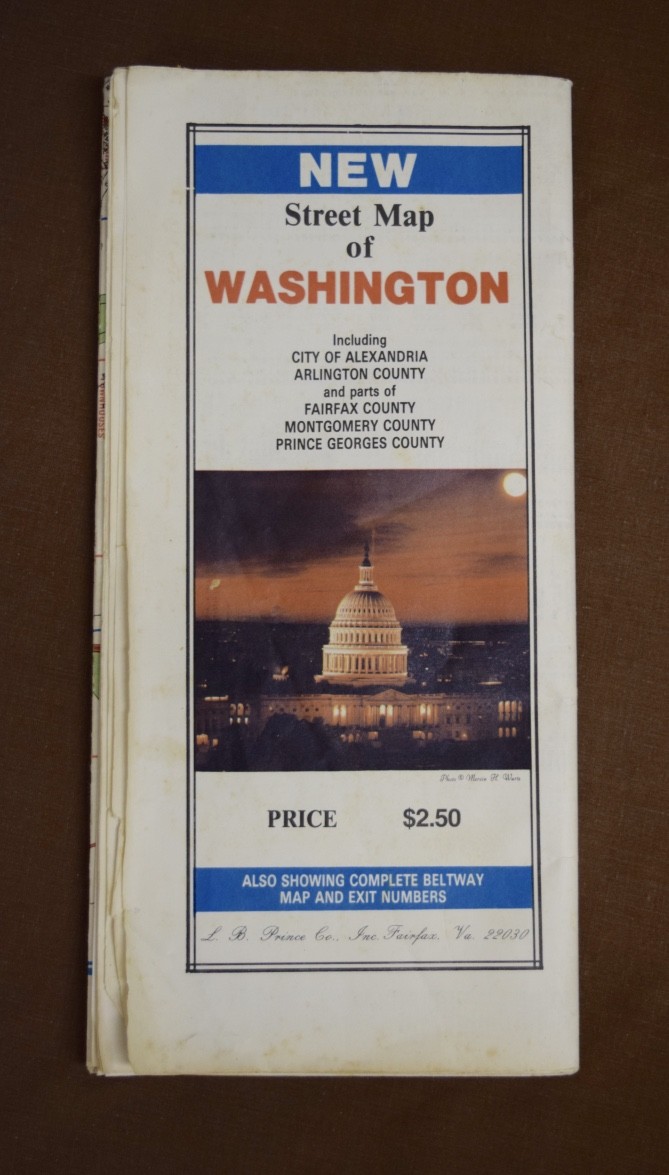 NEW
Street Map
of
WASHINGTON
Including
CITY OF ALEXANDRIA
ARLINGTON COUNTY
and parts of
FAIRFAX COUNTY
MONTGOMERY COUNTY
PRINCE GEORGES COUNTY
Photo ©
PRICE $2.50
ALSO SHOWING COMPLETE BELTWAY
MAP AND EXIT NUMBERS
L. B. Prince Co., Inc. Fairfax, Va. 22030